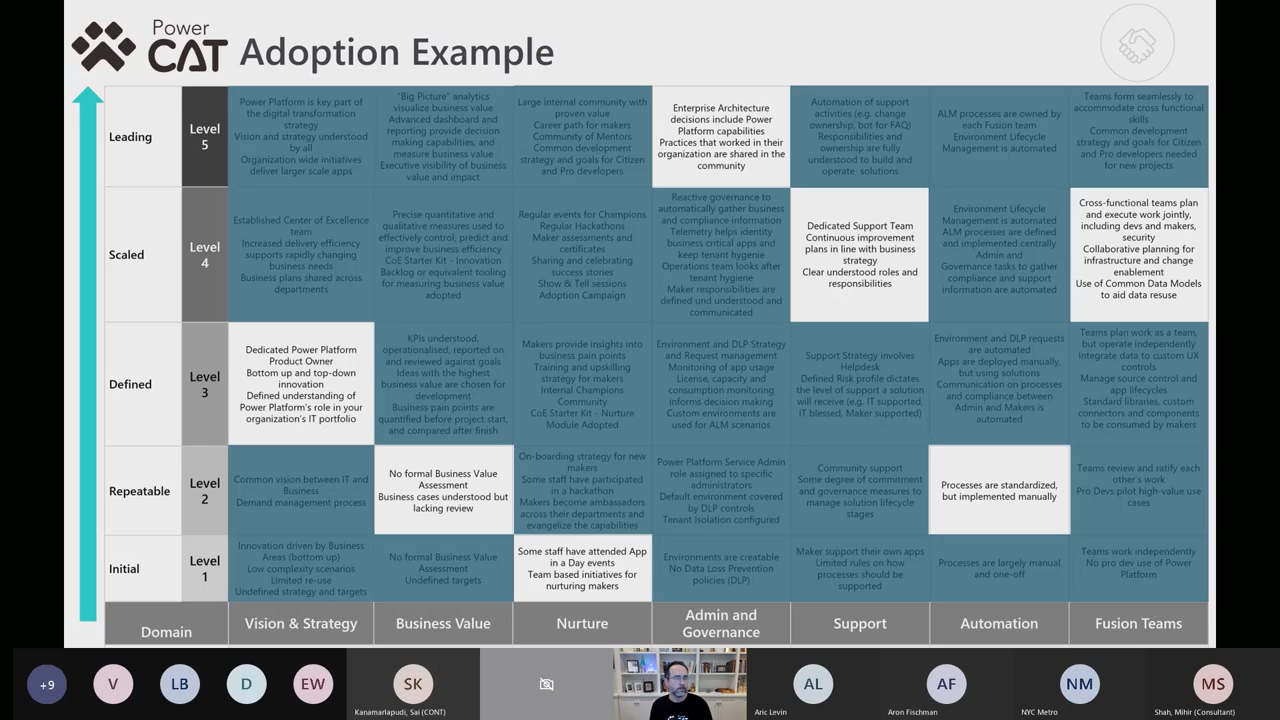 Power
CAT Adoption Example
Leading
Level
5
Power Platform is key part of
the digital transformation
strategy
Vision and strategy understood
by all
Organization wide initiatives
deliver larger scale apps
"Big Picture" analytics
visualize business value
Advanced dashboard and
reporting provide decision
making capabilities, and
measure business value
Executive visibility of business
value and impact
Large internal community with
proven value
Career path for makers
Community of Mentors
Common development
strategy and goals for Citizen
and Pro developers
Enterprise Architecture
decisions include Power
Platform capabilities
Practices that worked in their
organization are shared in the
community
Automation of support
activities (e.g. change
ownership, bot for FAQ)
Responsibilities and
ownership are fully
understood to build and
operate solutions
ALM processes are owned by
each Fusion team
Environment Lifecycle
Management is automated
Teams form seamlessly to
accommodate cross functional
skills
Common development
strategy and goals for Citizen
and Pro developers needed
for new projects
Scaled
Level
4
Established Center of Excellence
team
Increased delivery efficiency
supports rapidly changing
business needs
Business plans shared across
departments
Precise quantitative and
qualitative measures used to
effectively control, predict and
improve business efficiency
CoE Starter Kit - Innovation
Backlog or equivalent tooling
for measuring business value
adopted
Regular events for Champions
Regular Hackathons
Maker assessments and
certificates
Sharing and celebrating
success stories
Show & Tell sessions
Adoption Campaign
Reactive governance to
automatically gather business
and compliance information
Telemetry helps identity
business critical apps and
keep tenant hygenie
Operations team looks after
tenant hygiene
Maker responsibilities are
defined und understood and
communicated
Dedicated Support Team
Continuous improvement
plans in line with business
strategy
Clear understood roles and
responsibilities
Environment Lifecycle
Management is automated
ALM processes are defined
and implemented centrally
Admin and
Governance tasks to gather
compliance and support
information are automated
Cross-functional teams plan
and execute work jointly,
including devs and makers,
security
Collaborative planning for
infrastructure and change
enablement
Use of Common Data Models
to aid data resuse
Defined
Level
3
Dedicated Power Platform
Product Owner
Bottom up and top-down
innovation
Defined understanding of
Power Platform's role in your
organization's IT portfolio
KPIs understood,
operationalised, reported on
and reviewed against goals
Ideas with the highest
business value are chosen for
development
Business pain points are
quantified before project start,
and compared after finish
Makers provide insights into
business pain points
Training and upskilling
strategy for makers
Internal Champions
Community
CoE Starter Kit - Nurture
Module Adopted
Environment and DLP Strategy
and Request management
Monitoring of app usage
License, capacity and
consumption monitoring
informs decision making
Custom environments are
used for ALM scenarios
Support Strategy involves
Helpdesk
Defined Risk profile dictates
the level of support a solution
will receive (e.g. IT supported,
IT blessed, Maker supported)
Environment and DLP requests
are automated
Apps are deployed manually,
but using solutions
Communication on processes
and compliance between
Admin and Makers is
automated
Teams plan work as a team,
but operate independently
Integrate data to custom UX
controls
Manage source control and
app lifecycles
Standard libraries, custom
connectors and components
to be consumed by makers
Repeatable
Level
2
Common vision between IT and
Business
Demand management process
No formal Business Value
Assessment
Business cases understood but
lacking review
On-boarding strategy for new
makers
Some staff have participated
in a hackathon
Makers become ambassadors
across their departments and
evangelize the capabilities
Power Platform Service Admin
role assigned to specific
administrators
Default environment covered
by DLP controls
Tenant Isolation configured
Community support
Some degree of commitment
and governance measures to
manage solution lifecycle
stages
Processes are standardized,
but implemented manually
Teams review and ratify each
other's work
Pro Devs pilot high-value use
cases
Initial
Level
1
Innovation driven by Business
Areas (bottom up)
Low complexity scenarios
Limited re-use
Undefined strategy and targets
No formal Business Value
Assessment
Undefined targets
Some staff have attended App
in a Day events
Team based initiatives for
nurturing makers
Environments are creatable
No Data Loss Prevention
policies (DLP)
Maker support their own apps
Limited rules on how
processes should be
supported
Processes are largely manual
and one-off
Teams work independently
No pro dev use of Power
Platform
Domain
Vision & Strategy
Business Value
Nurture
Admin and
Governance
Support
Automation
Fusion Teams
+9
V
LB
D
EW
SK
Kanamarlapudi, Sai (CONT)
AL
Aric Levin
AF
Aron Fischman
NM
NYC Metro
MS
Shah, Mihir (Consultant)